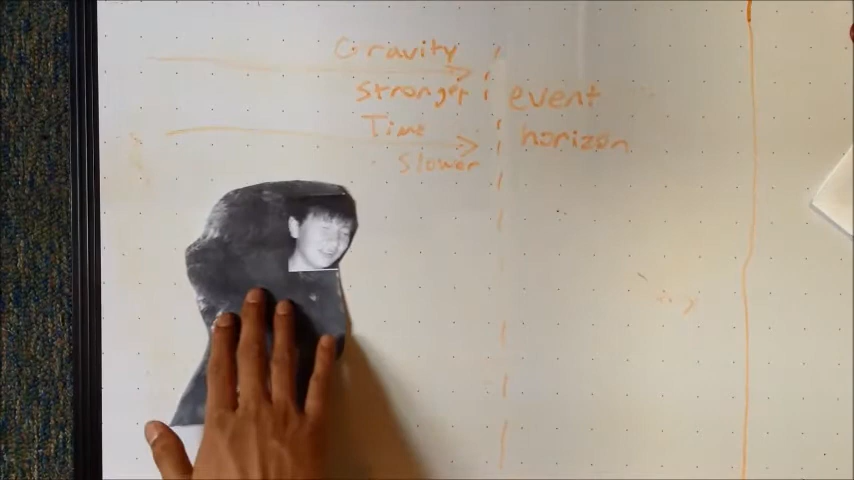 Gravity
stronger
event
Time
horizon
slower